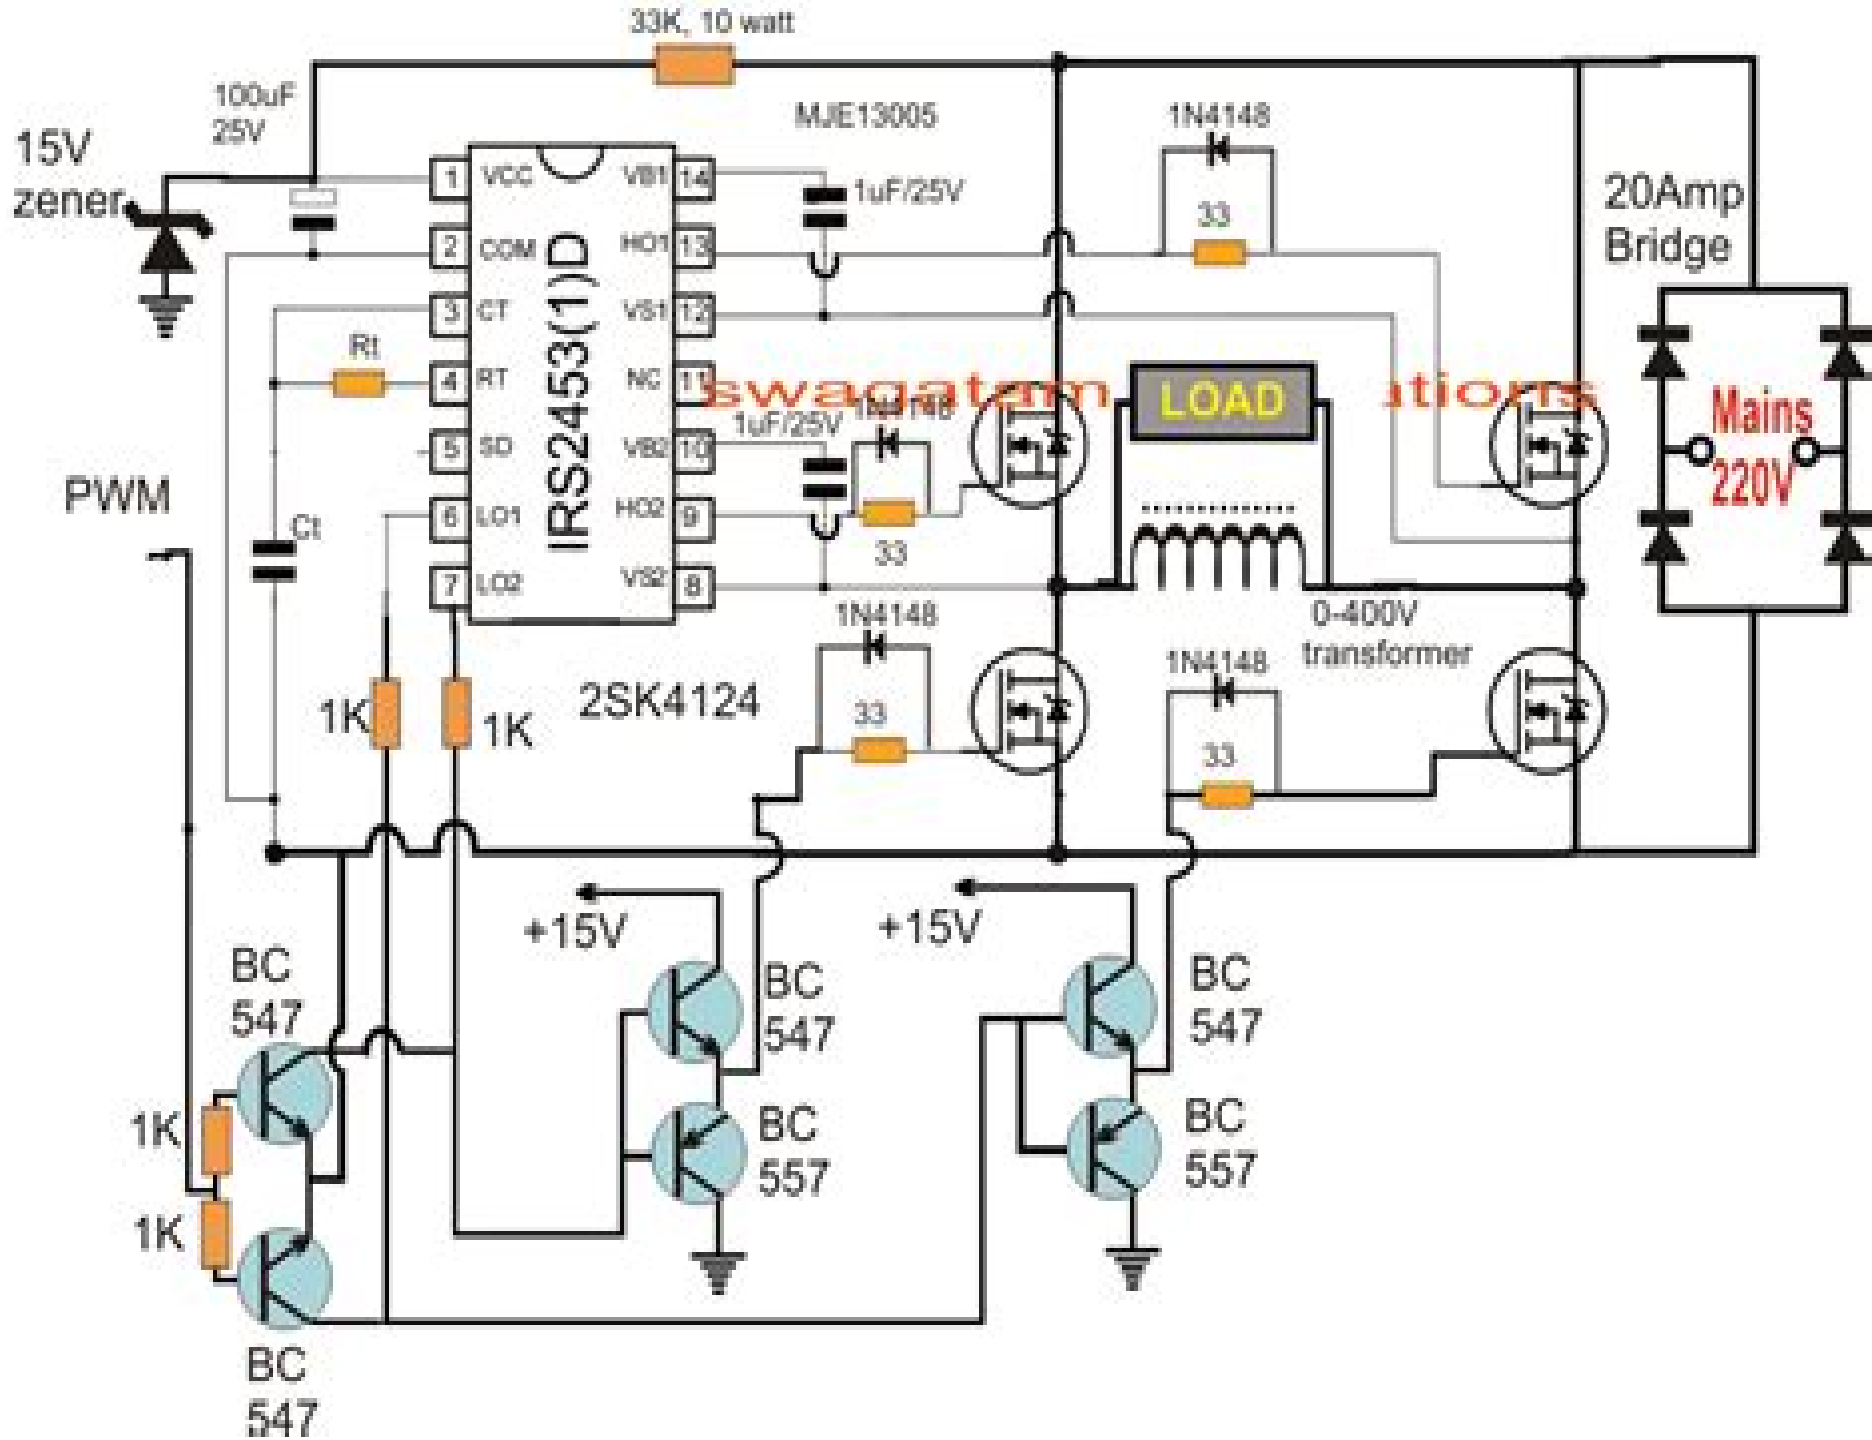 33K, 10 watt
100uF
25V
MJE13005
1N4148
15V
zener
1 VCC
VB1 14
1uF/25V
33
20Amp
Bridge
2 COM
HO1 13
3 CT
VS1 12
IRS2453(1)D
Rt
4 RT
NC 11
swagatam
utions
LOAD
1N4148
1uF/25V
Mains
220V
5 SD
VB2 10
PWM
6 LO1
HO2 9
Ct
33
7 LO2
VS2 8
1N4148
0-400V
transformer
1N4148
2SK4124
1K
1K
33
33
+15V
+15V
BC
547
BC
547
BC
547
1K
BC
557
BC
557
1K
BC
547